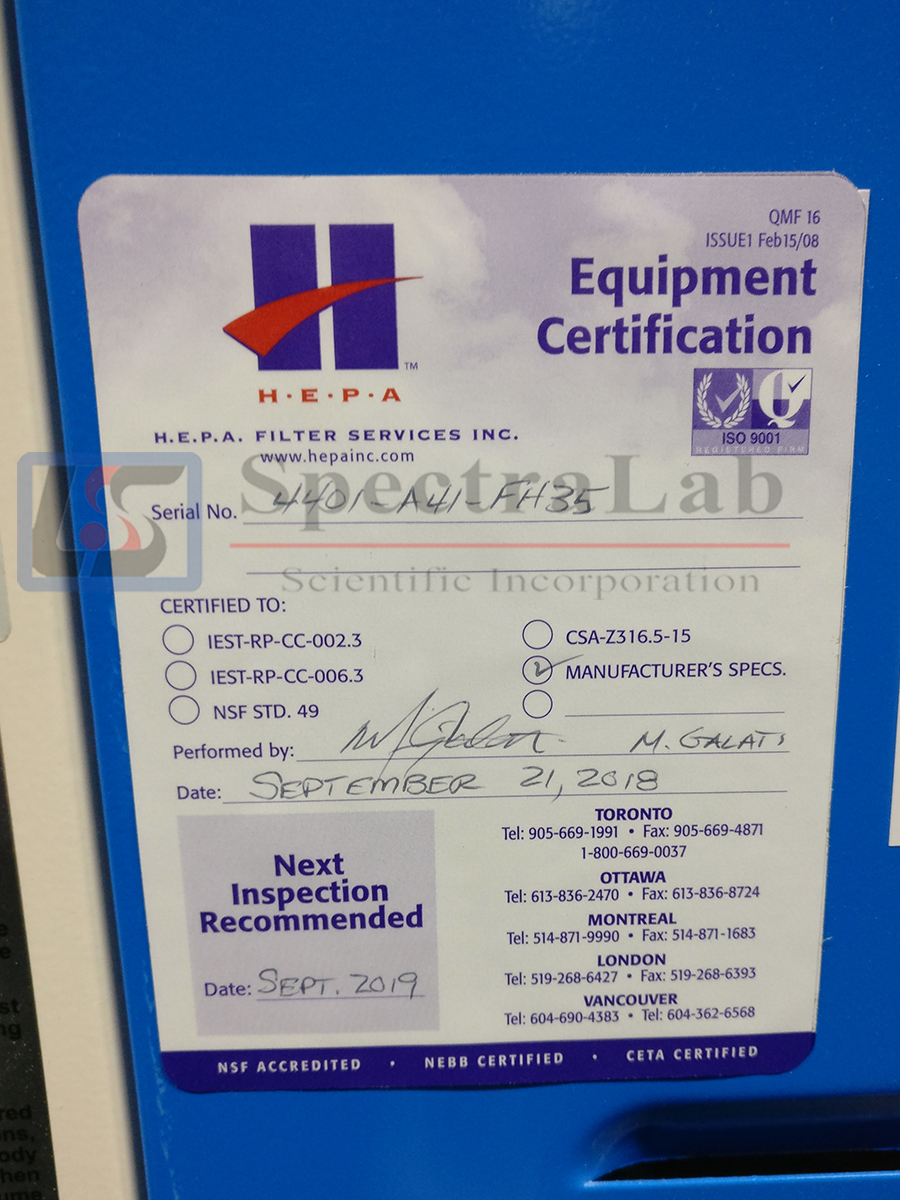 QMF 16
ISSUE1 Feb15/08
Equipment
Certification
H
TM
H·E·P·A
ISO 9001
REGISTERED FIRM
H.E.P.A. FILTER SERVICES INC.
www.hepainc.com
LSS
SpectraLab
Scientific Incorporation
Serial No. 4401-A41-FH35
CERTIFIED TO:
IEST-RP-CC-002.3
IEST-RP-CC-006.3
NSF STD. 49
CSA-Z316.5-15
MANUFACTURER'S SPECS.
Performed by: M. GALATI
Date: SEPTEMBER 21, 2018
Next
Inspection
Recommended
Date: SEPT. 2019
TORONTO
Tel: 905-669-1991 • Fax: 905-669-4871
1-800-669-0037
OTTAWA
Tel: 613-836-2470 • Fax: 613-836-8724
MONTREAL
Tel: 514-871-9990 • Fax: 514-871-1683
LONDON
Tel: 519-268-6427 • Fax: 519-268-6393
VANCOUVER
Tel: 604-690-4383 • Tel: 604-362-6568
NSF ACCREDITED • NEBB CERTIFIED • CETA CERTIFIED